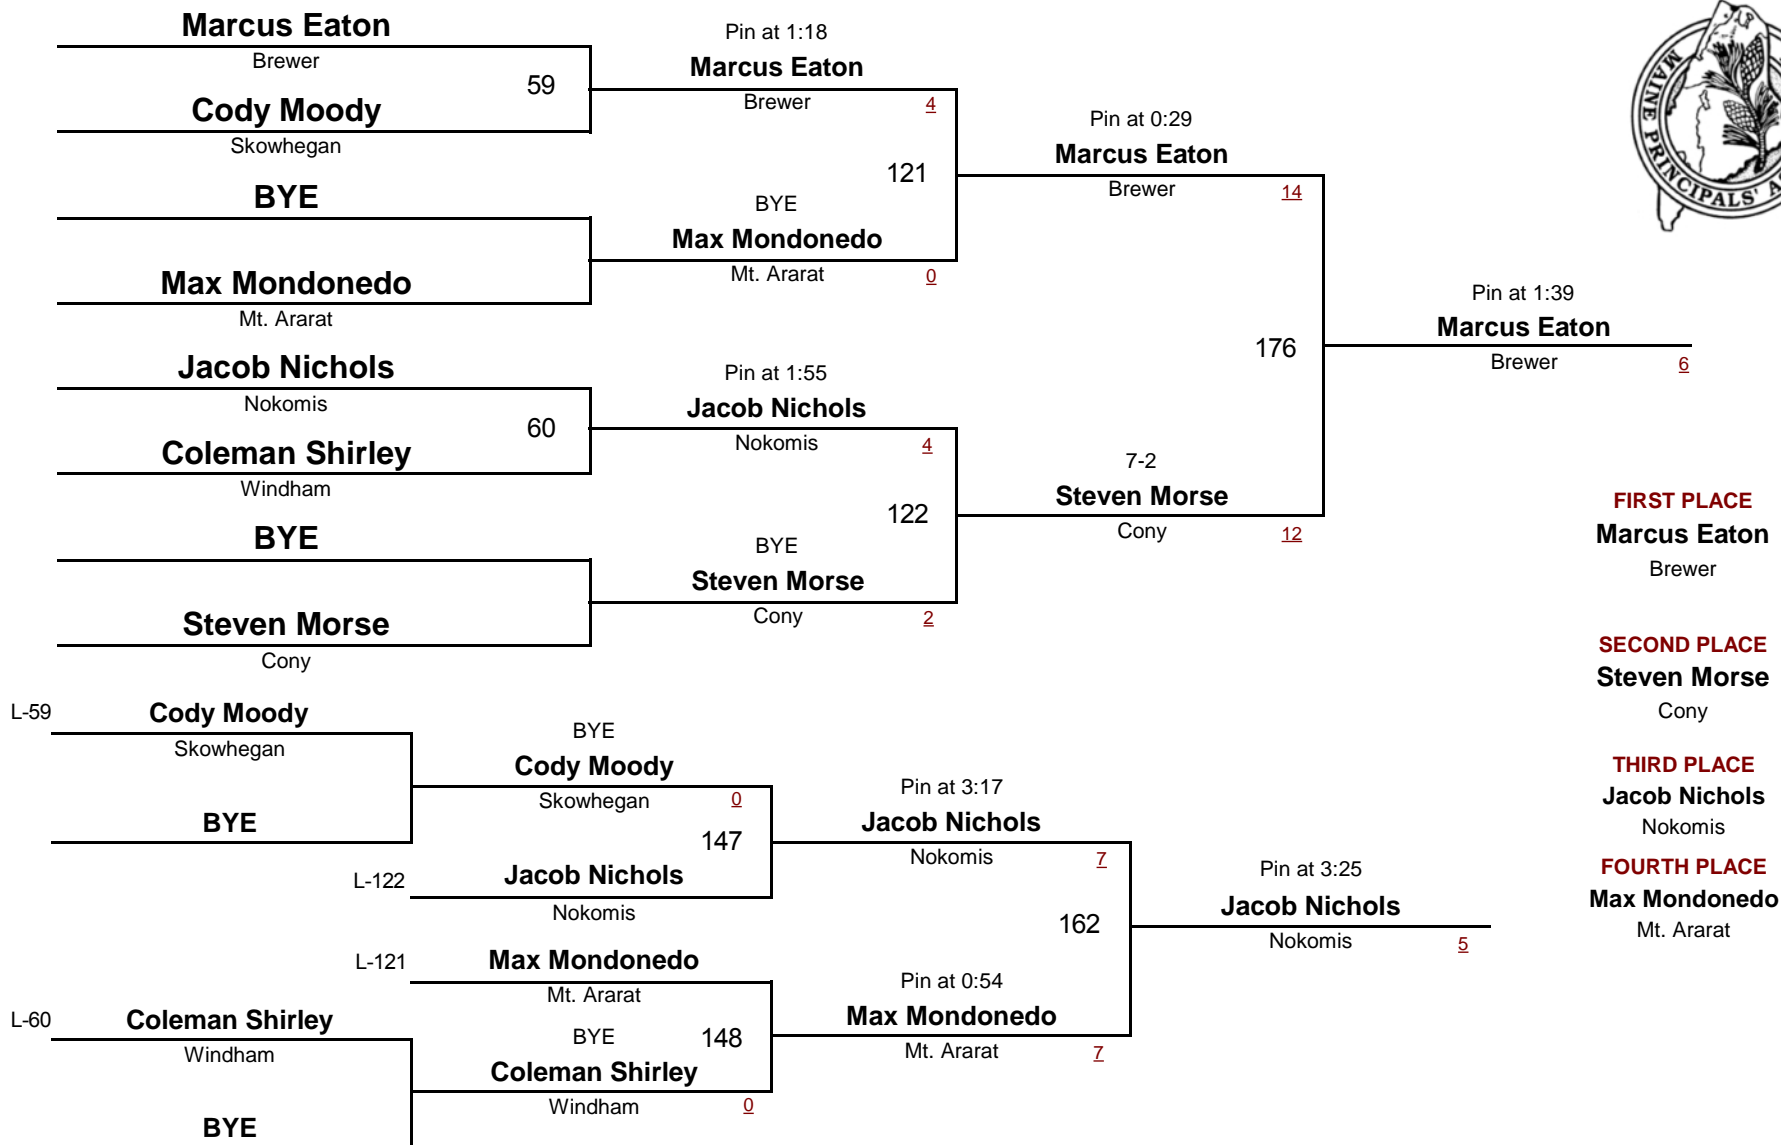 Marcus Eaton
Brewer
59
Cody Moody
Skowhegan
BYE
Max Mondonedo
Mt. Ararat
Jacob Nichols
Nokomis
60
Coleman Shirley
Windham
BYE
Steven Morse
Cony
Pin at 1:18
Marcus Eaton
Brewer
4
121
BYE
Max Mondonedo
Mt. Ararat
0
Pin at 1:55
Jacob Nichols
Nokomis
4
122
BYE
Steven Morse
Cony
2
Pin at 0:29
Marcus Eaton
Brewer
14
176
7-2
Steven Morse
Cony
12
Pin at 1:39
Marcus Eaton
Brewer
6
MAINE PRINCIPALS'
FIRST PLACE
Marcus Eaton
Brewer
SECOND PLACE
Steven Morse
Cony
THIRD PLACE
Jacob Nichols
Nokomis
FOURTH PLACE
Max Mondonedo
Mt. Ararat
L-59
Cody Moody
Skowhegan
BYE
BYE
Cody Moody
Skowhegan
0
147
L-122
Jacob Nichols
Nokomis
L-121
Max Mondonedo
Mt. Ararat
L-60
Coleman Shirley
Windham
BYE
BYE
148
Coleman Shirley
Windham
0
Pin at 3:17
Jacob Nichols
Nokomis
7
162
Pin at 0:54
Max Mondonedo
Mt. Ararat
7
Pin at 3:25
Jacob Nichols
Nokomis
5